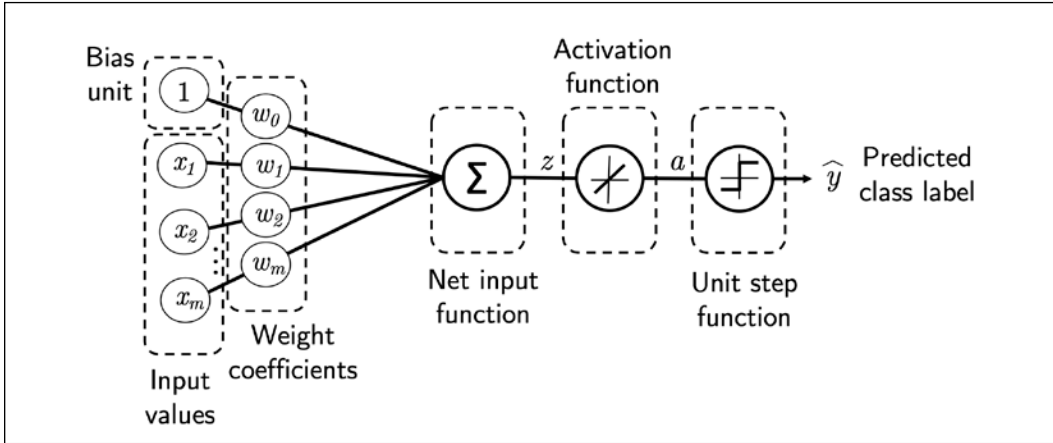 Bias
unit
1
w₀
x₁
w₁
x₂
w₂
⋮
xₘ
wₘ
Input
values
Weight
coefficients
Σ
Net input
function
z
Activation
function
a
Unit step
function
ŷ
Predicted
class label